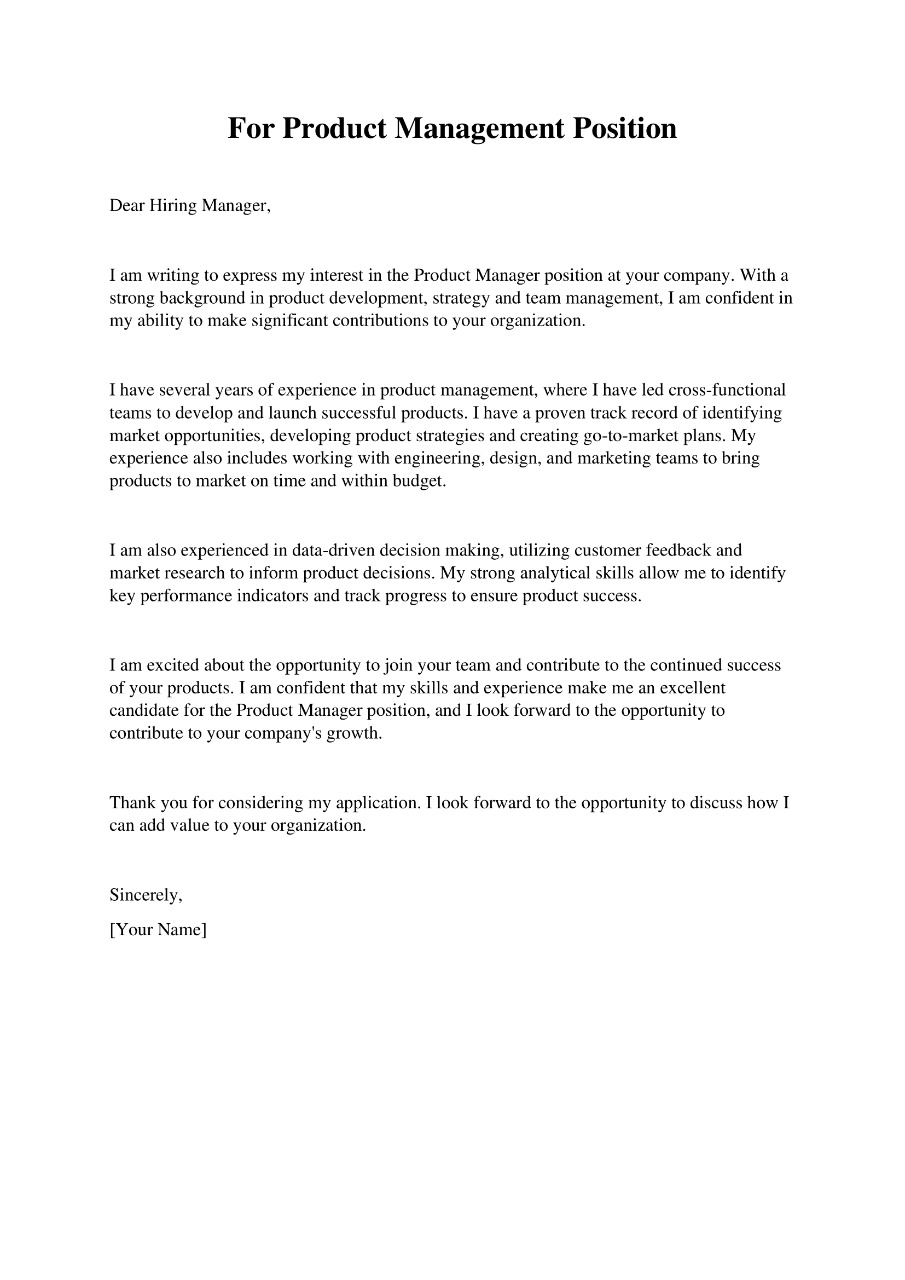 For Product Management Position
Dear Hiring Manager,
I am writing to express my interest in the Product Manager position at your company. With a
strong background in product development, strategy and team management, I am confident in
my ability to make significant contributions to your organization.
I have several years of experience in product management, where I have led cross-functional
teams to develop and launch successful products. I have a proven track record of identifying
market opportunities, developing product strategies and creating go-to-market plans. My
experience also includes working with engineering, design, and marketing teams to bring
products to market on time and within budget.
I am also experienced in data-driven decision making, utilizing customer feedback and
market research to inform product decisions. My strong analytical skills allow me to identify
key performance indicators and track progress to ensure product success.
I am excited about the opportunity to join your team and contribute to the continued success
of your products. I am confident that my skills and experience make me an excellent
candidate for the Product Manager position, and I look forward to the opportunity to
contribute to your company's growth.
Thank you for considering my application. I look forward to the opportunity to discuss how I
can add value to your organization.
Sincerely,
[Your Name]